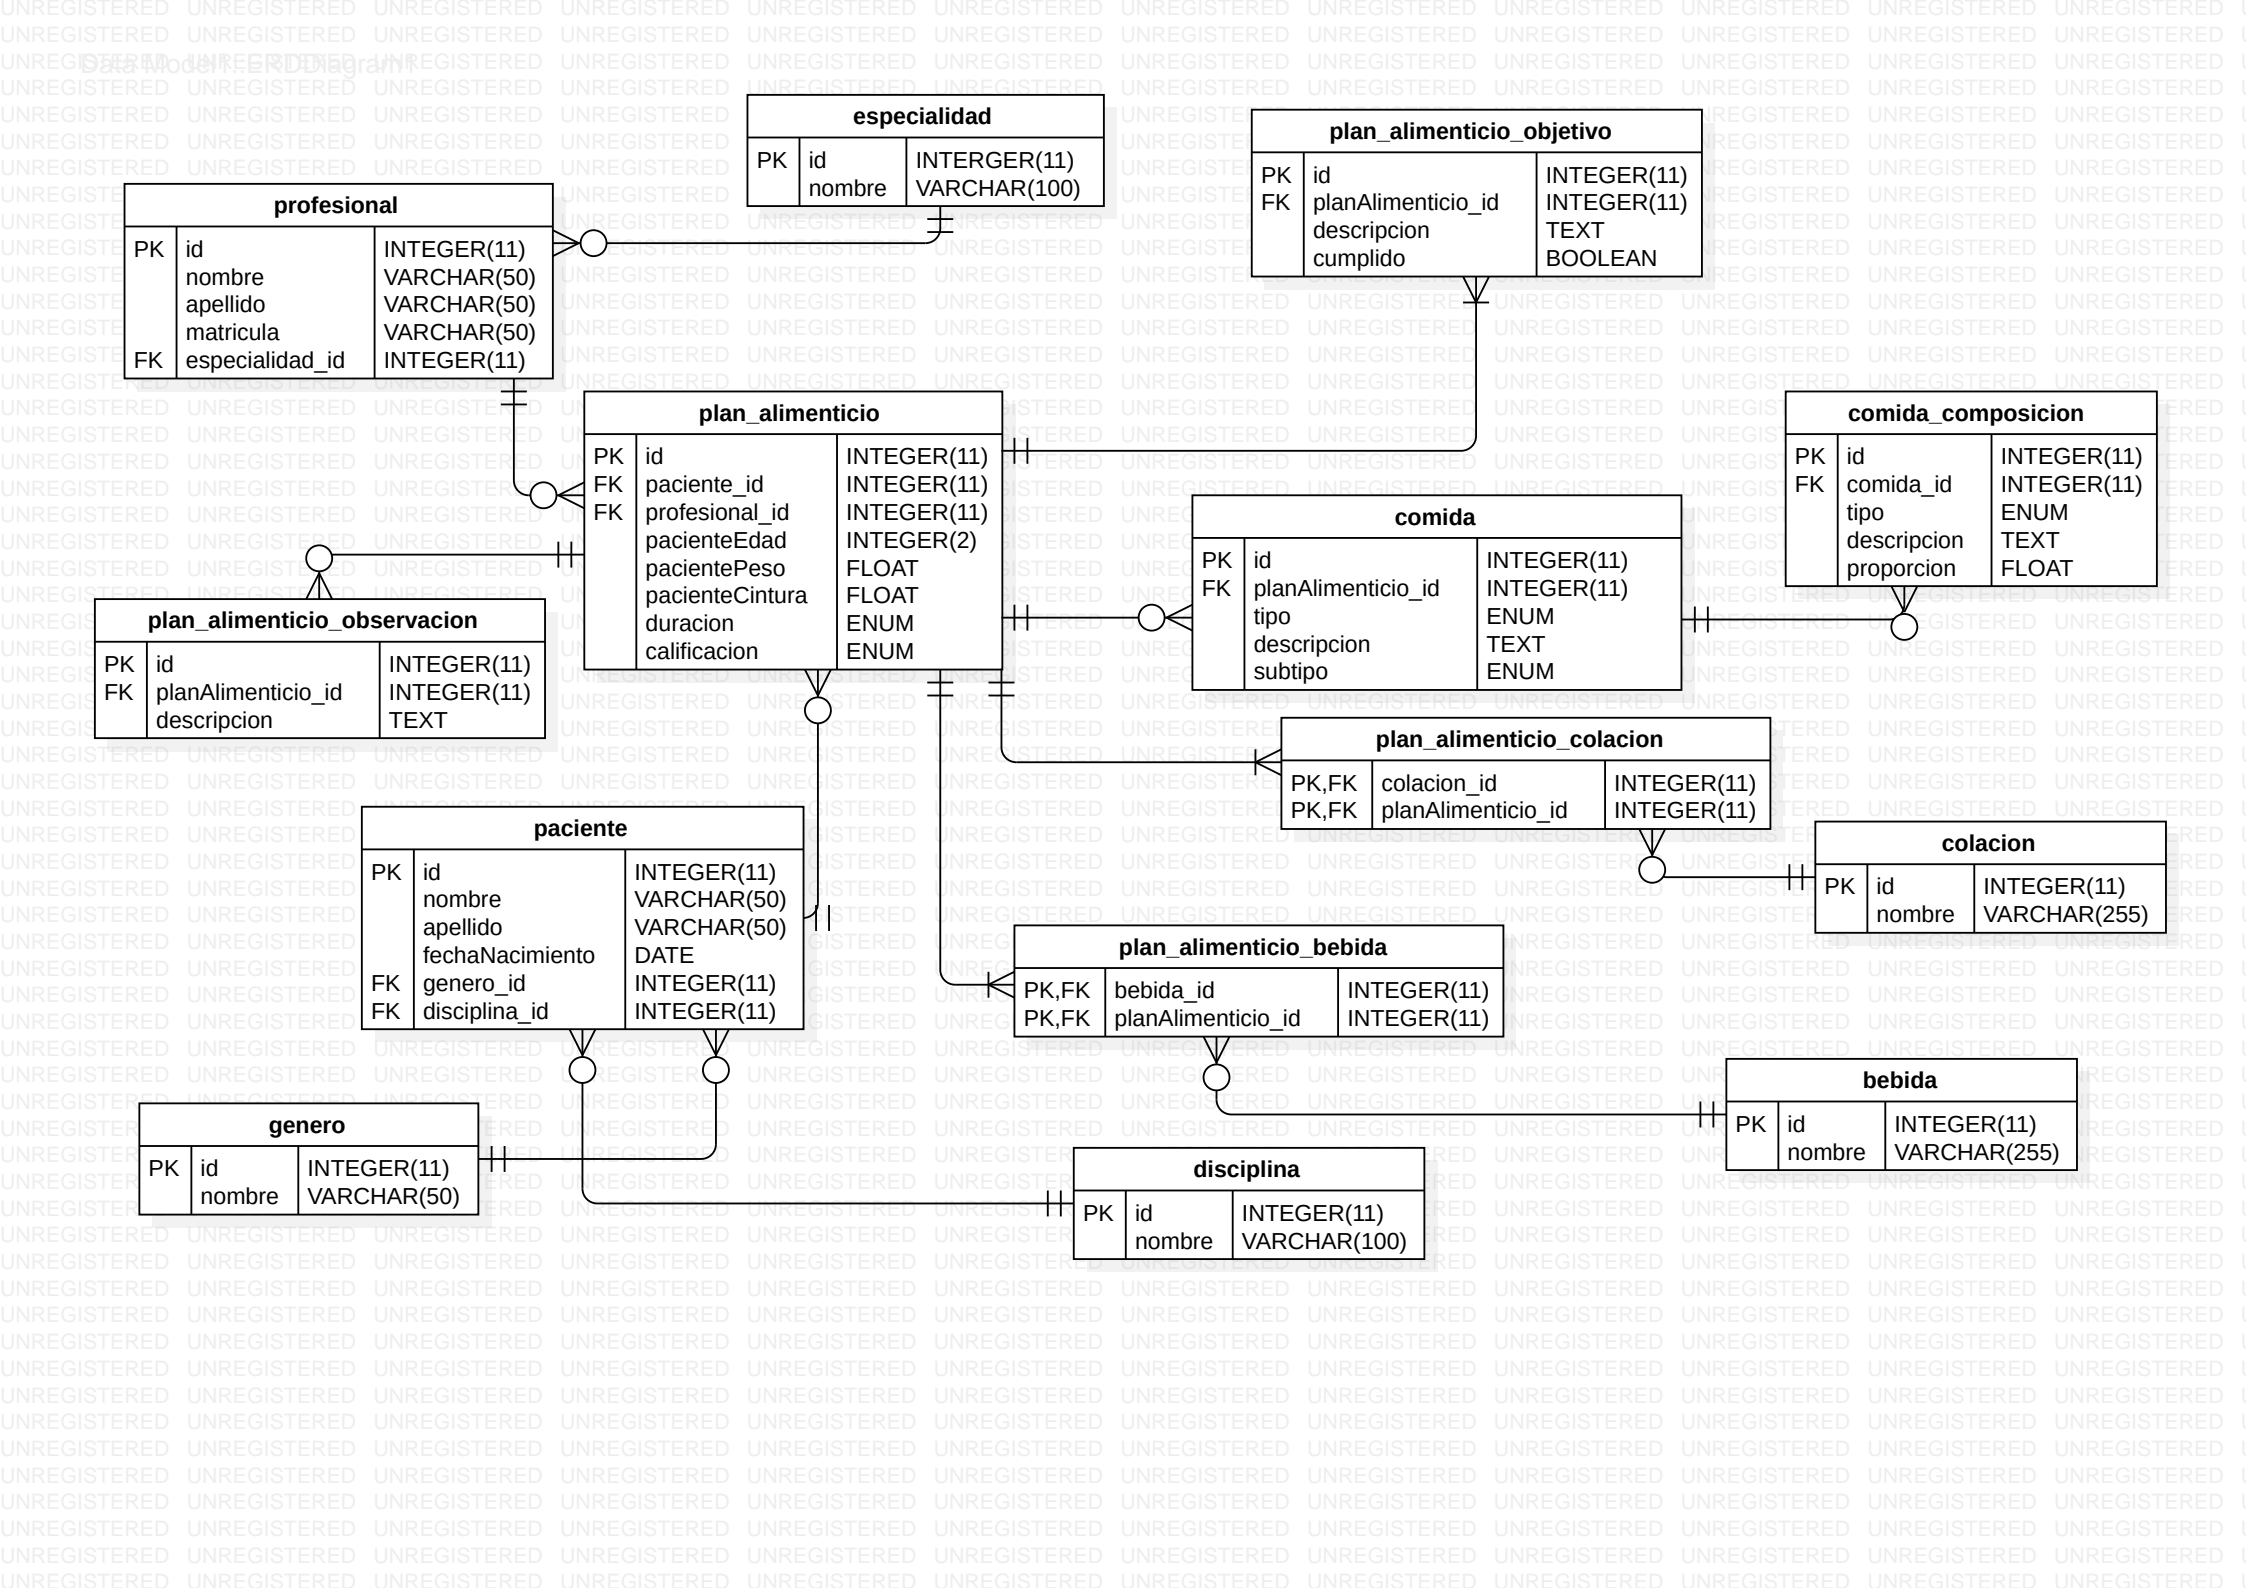 Data Model1::ERDDiagram1
UNREGISTERED
especialidad
PK id INTERGER(11)
nombre VARCHAR(100)
plan_alimenticio_objetivo
PK id INTEGER(11)
FK planAlimenticio_id INTEGER(11)
descripcion TEXT
cumplido BOOLEAN
profesional
PK id INTEGER(11)
nombre VARCHAR(50)
apellido VARCHAR(50)
matricula VARCHAR(50)
FK especialidad_id INTEGER(11)
plan_alimenticio
PK id INTEGER(11)
FK paciente_id INTEGER(11)
FK profesional_id INTEGER(11)
pacienteEdad INTEGER(2)
pacientePeso FLOAT
pacienteCintura FLOAT
duracion ENUM
calificacion ENUM
comida_composicion
PK id INTEGER(11)
FK comida_id INTEGER(11)
tipo ENUM
descripcion TEXT
proporcion FLOAT
comida
PK id INTEGER(11)
FK planAlimenticio_id INTEGER(11)
tipo ENUM
descripcion TEXT
subtipo ENUM
plan_alimenticio_observacion
PK id INTEGER(11)
FK planAlimenticio_id INTEGER(11)
descripcion TEXT
plan_alimenticio_colacion
PK,FK colacion_id INTEGER(11)
PK,FK planAlimenticio_id INTEGER(11)
paciente
PK id INTEGER(11)
nombre VARCHAR(50)
apellido VARCHAR(50)
fechaNacimiento DATE
FK genero_id INTEGER(11)
FK disciplina_id INTEGER(11)
colacion
PK id INTEGER(11)
nombre VARCHAR(255)
plan_alimenticio_bebida
PK,FK bebida_id INTEGER(11)
PK,FK planAlimenticio_id INTEGER(11)
bebida
PK id INTEGER(11)
nombre VARCHAR(255)
genero
PK id INTEGER(11)
nombre VARCHAR(50)
disciplina
PK id INTEGER(11)
nombre VARCHAR(100)